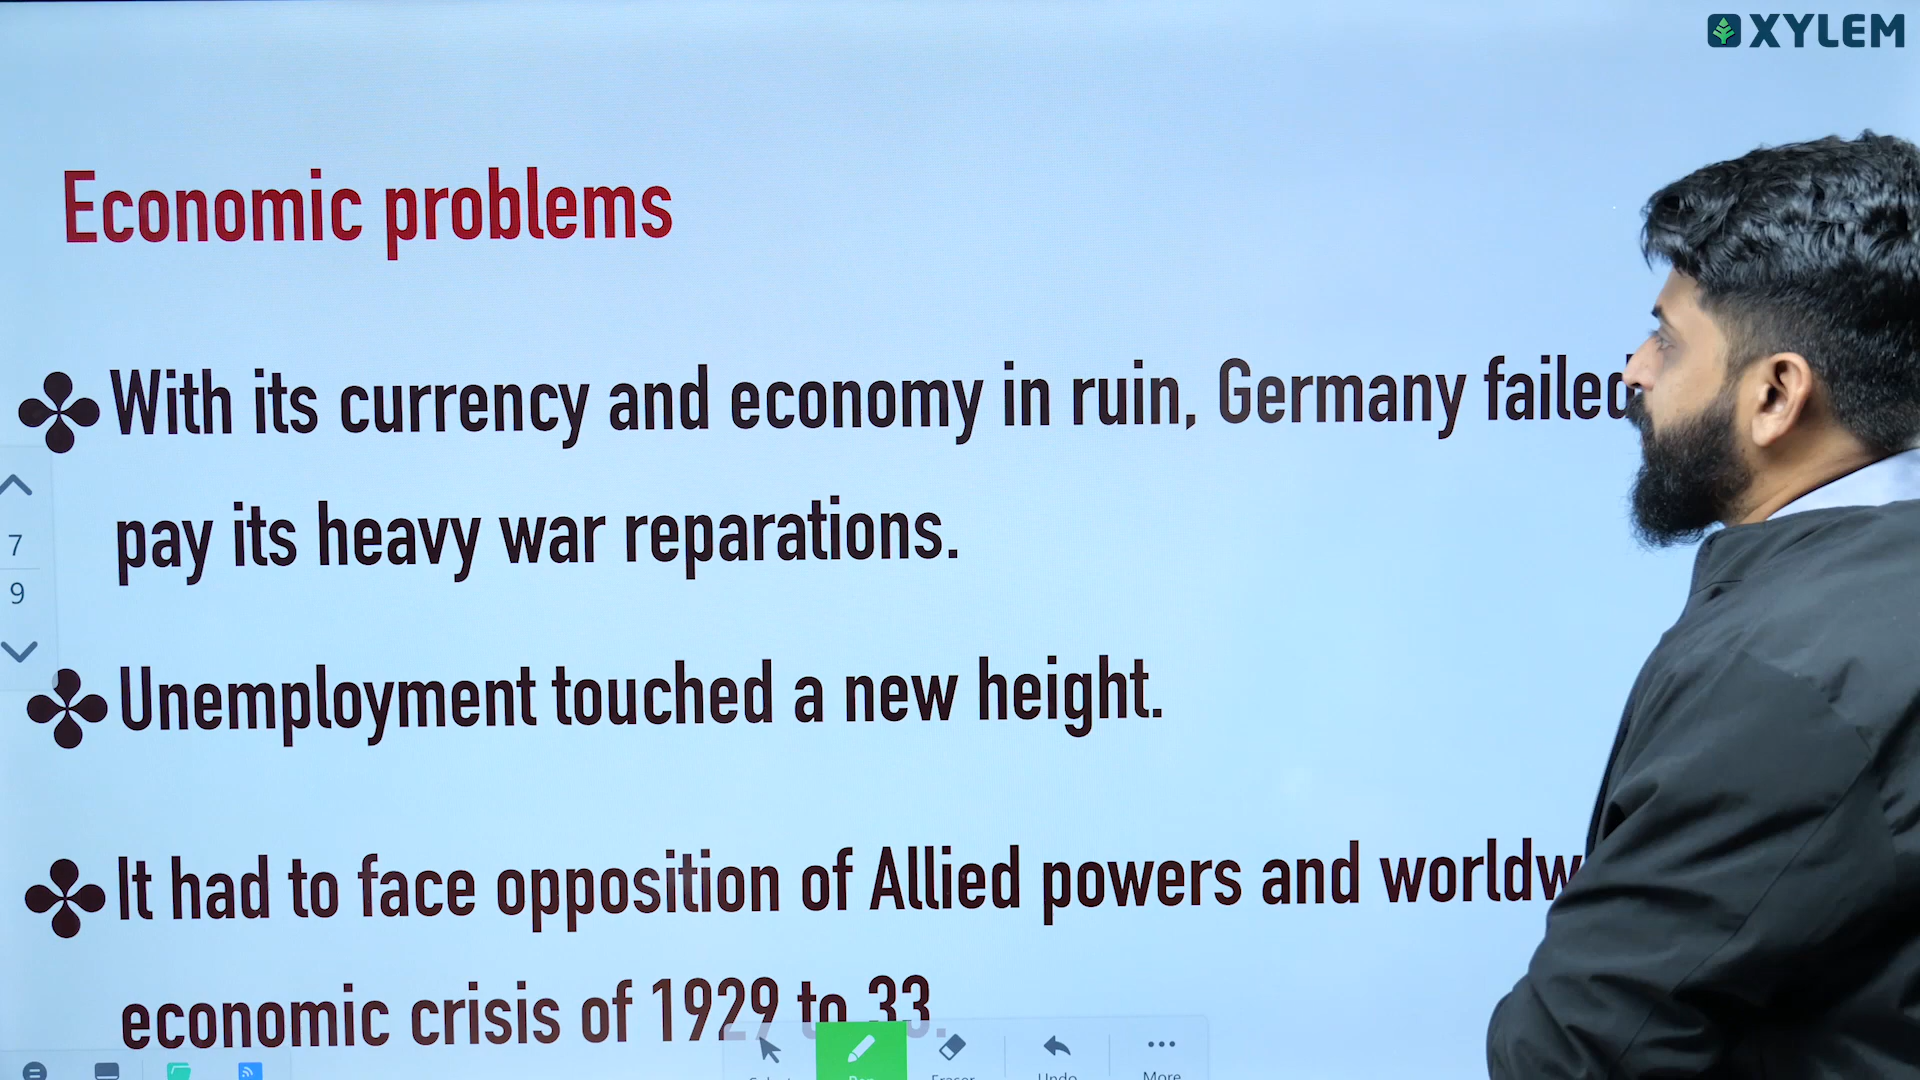 XYLEM
Economic problems
With its currency and economy in ruin, Germany failed
pay its heavy war reparations.
7
9
Unemployment touched a new height.
It had to face opposition of Allied powers and
economic crisis of 1929 to 33.
Undo
More